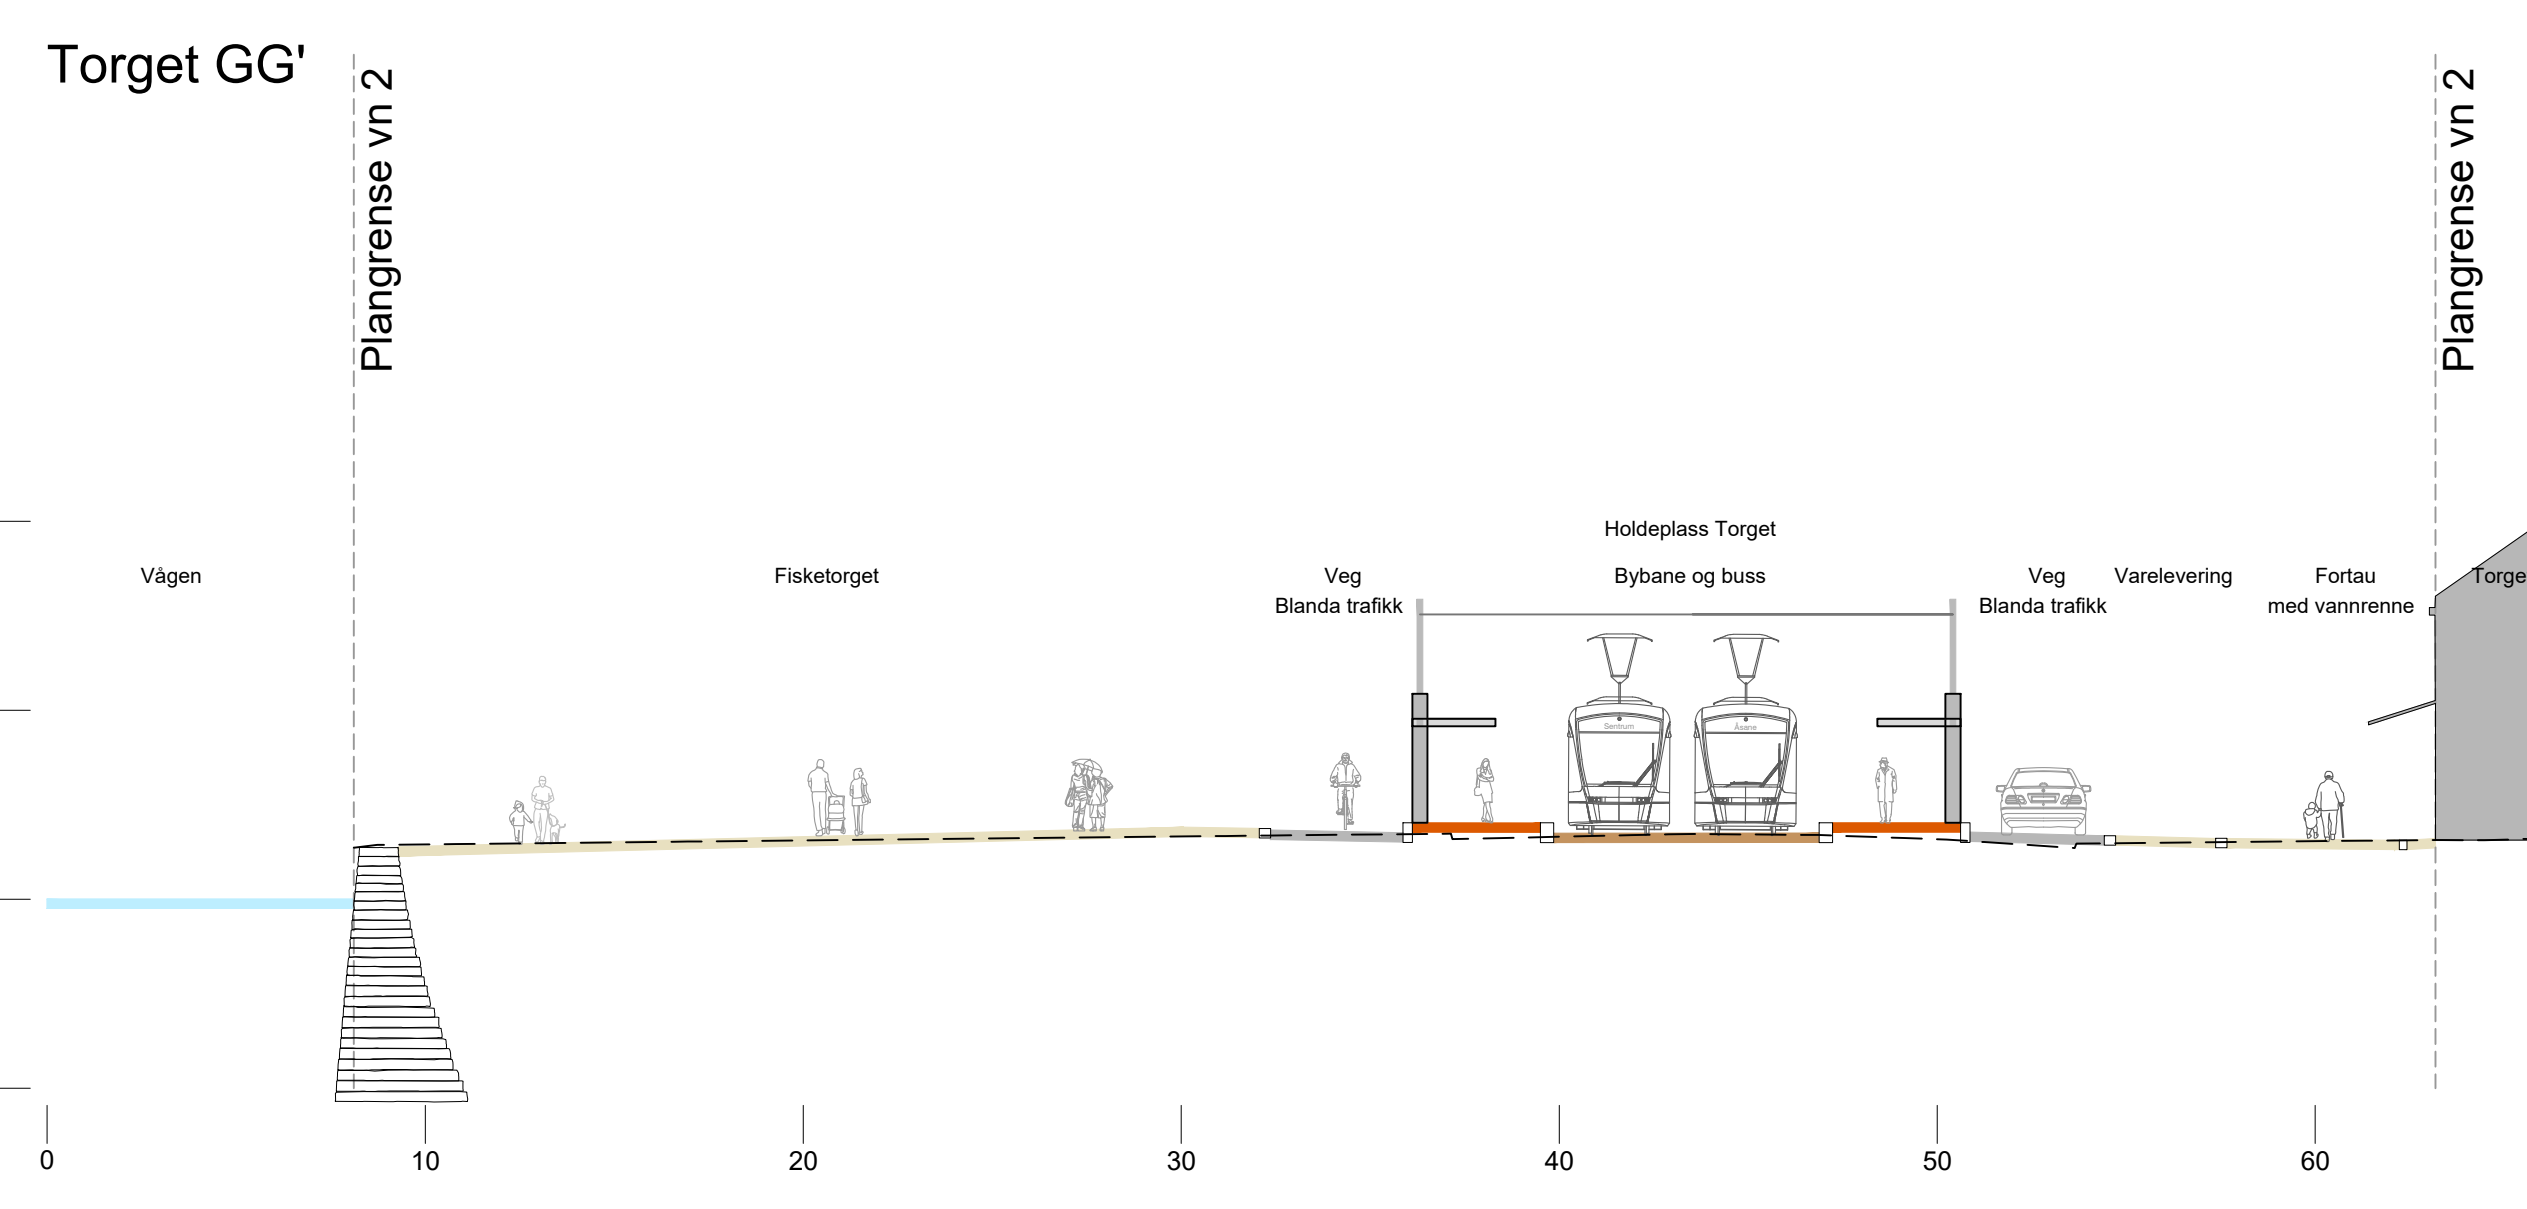 Torget GG'
Plangrense vn 2
Plangrense vn 2
Holdeplass Torget
Vågen
Fisketorget
Veg
Blanda trafikk
Bybane og buss
Veg
Blanda trafikk
Varelevering
Fortau
med vannrenne
Torge
Sentrum
Åsane
0
10
20
30
40
50
60